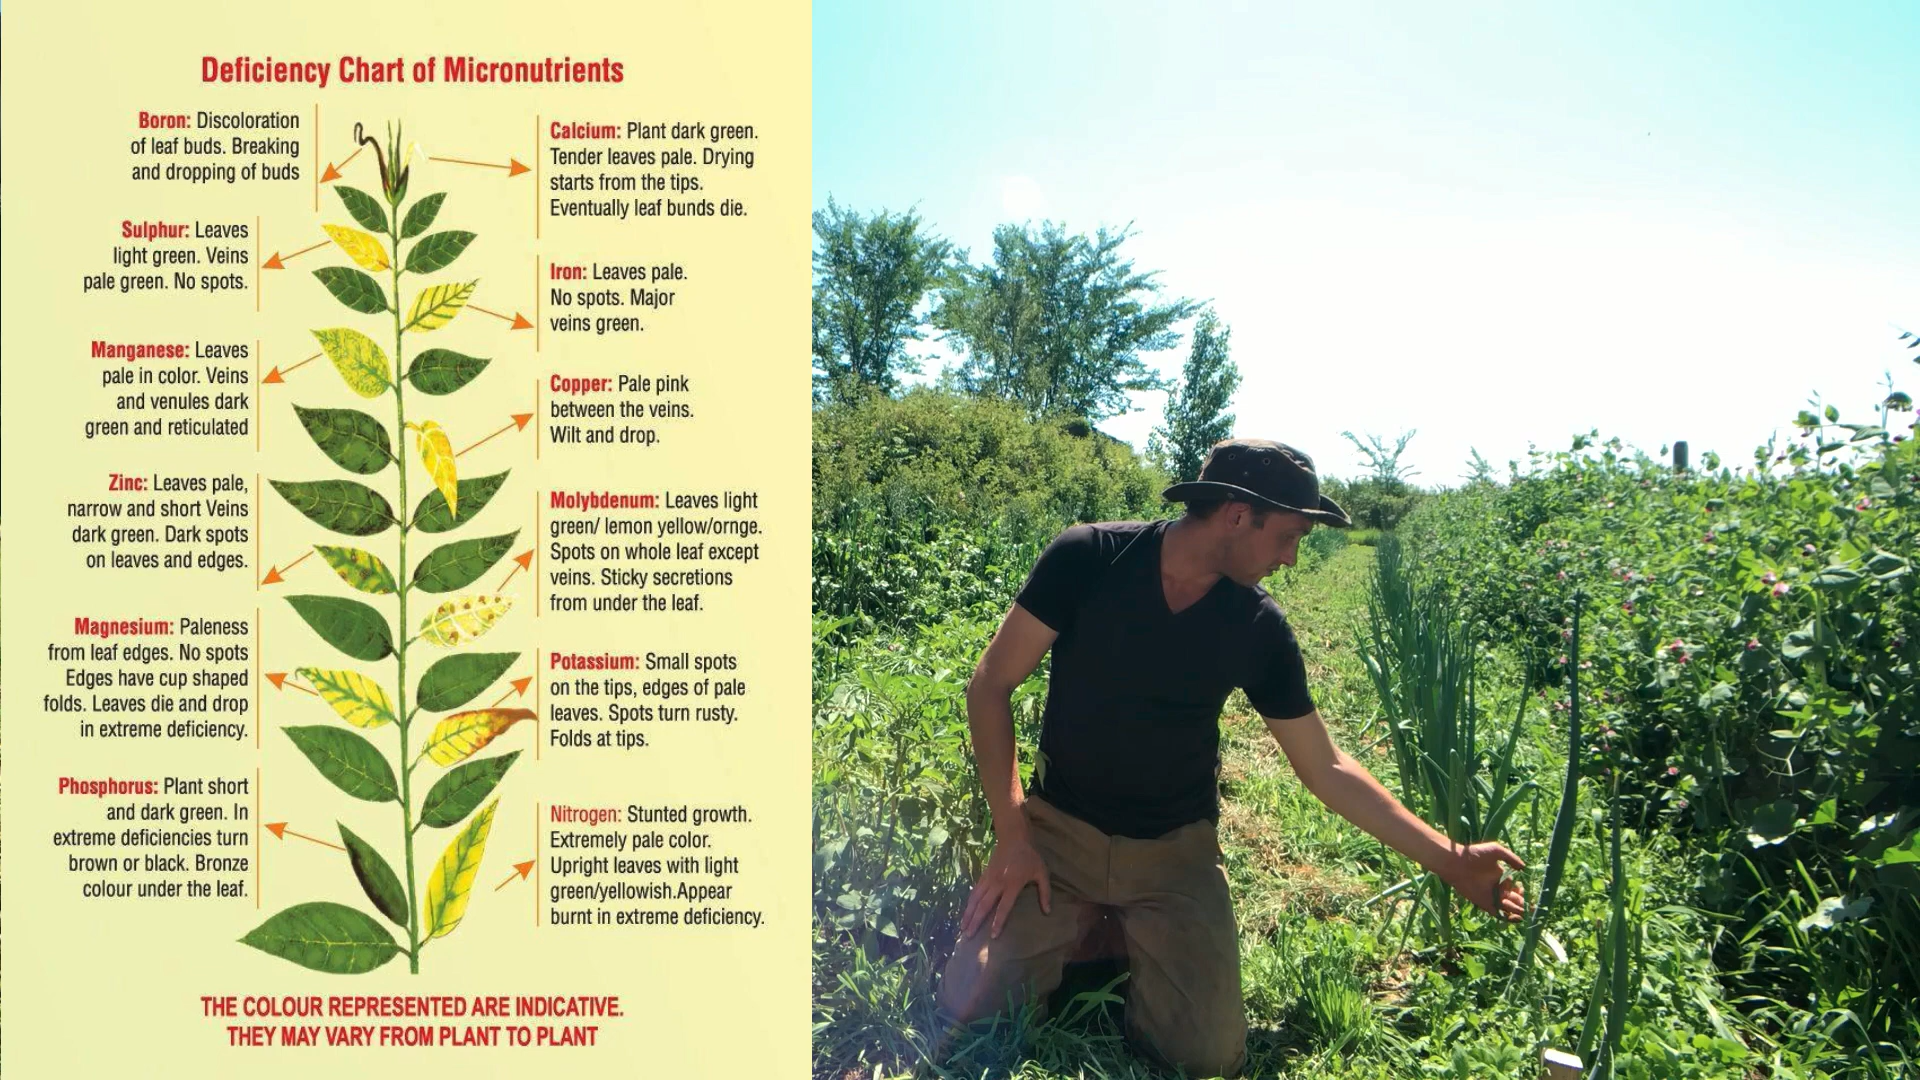 Deficiency Chart of Micronutrients
Boron: Discoloration
of leaf buds. Breaking
and dropping of buds
Sulphur: Leaves
light green. Veins
pale green. No spots.
Manganese: Leaves
pale in color. Veins
and venules dark
green and reticulated
Zinc: Leaves pale,
narrow and short Veins
dark green. Dark spots
on leaves and edges.
Magnesium: Paleness
from leaf edges. No spots
Edges have cup shaped
folds. Leaves die and drop
in extreme deficiency.
Phosphorus: Plant short
and dark green. In
extreme deficiencies turn
brown or black. Bronze
colour under the leaf.
Calcium: Plant dark green.
Tender leaves pale. Drying
starts from the tips.
Eventually leaf bunds die.
Iron: Leaves pale.
No spots. Major
veins green.
Copper: Pale pink
between the veins.
Wilt and drop.
Molybdenum: Leaves light
green/ lemon yellow/ornge.
Spots on whole leaf except
veins. Sticky secretions
from under the leaf.
Potassium: Small spots
on the tips, edges of pale
leaves. Spots turn rusty.
Folds at tips.
Nitrogen: Stunted growth.
Extremely pale color.
Upright leaves with light
green/yellowish.Appear
burnt in extreme deficiency.
THE COLOUR REPRESENTED ARE INDICATIVE.
THEY MAY VARY FROM PLANT TO PLANT